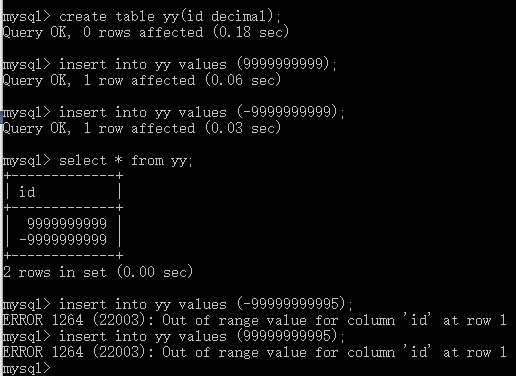 mysql> create table yy(id decimal);
Query OK, 0 rows affected (0.18 sec)
mysql> insert into yy values (9999999999);
Query OK, 1 row affected (0.06 sec)
mysql> insert into yy values (-9999999999);
Query OK, 1 row affected (0.03 sec)
mysql> select * from yy;
+-------------+
| id          |
+-------------+
|  9999999999 |
| -9999999999 |
+-------------+
2 rows in set (0.00 sec)
mysql> insert into yy values (-99999999995);
ERROR 1264 (22003): Out of range value for column 'id' at row 1
mysql> insert into yy values (99999999995);
ERROR 1264 (22003): Out of range value for column 'id' at row 1
mysql>